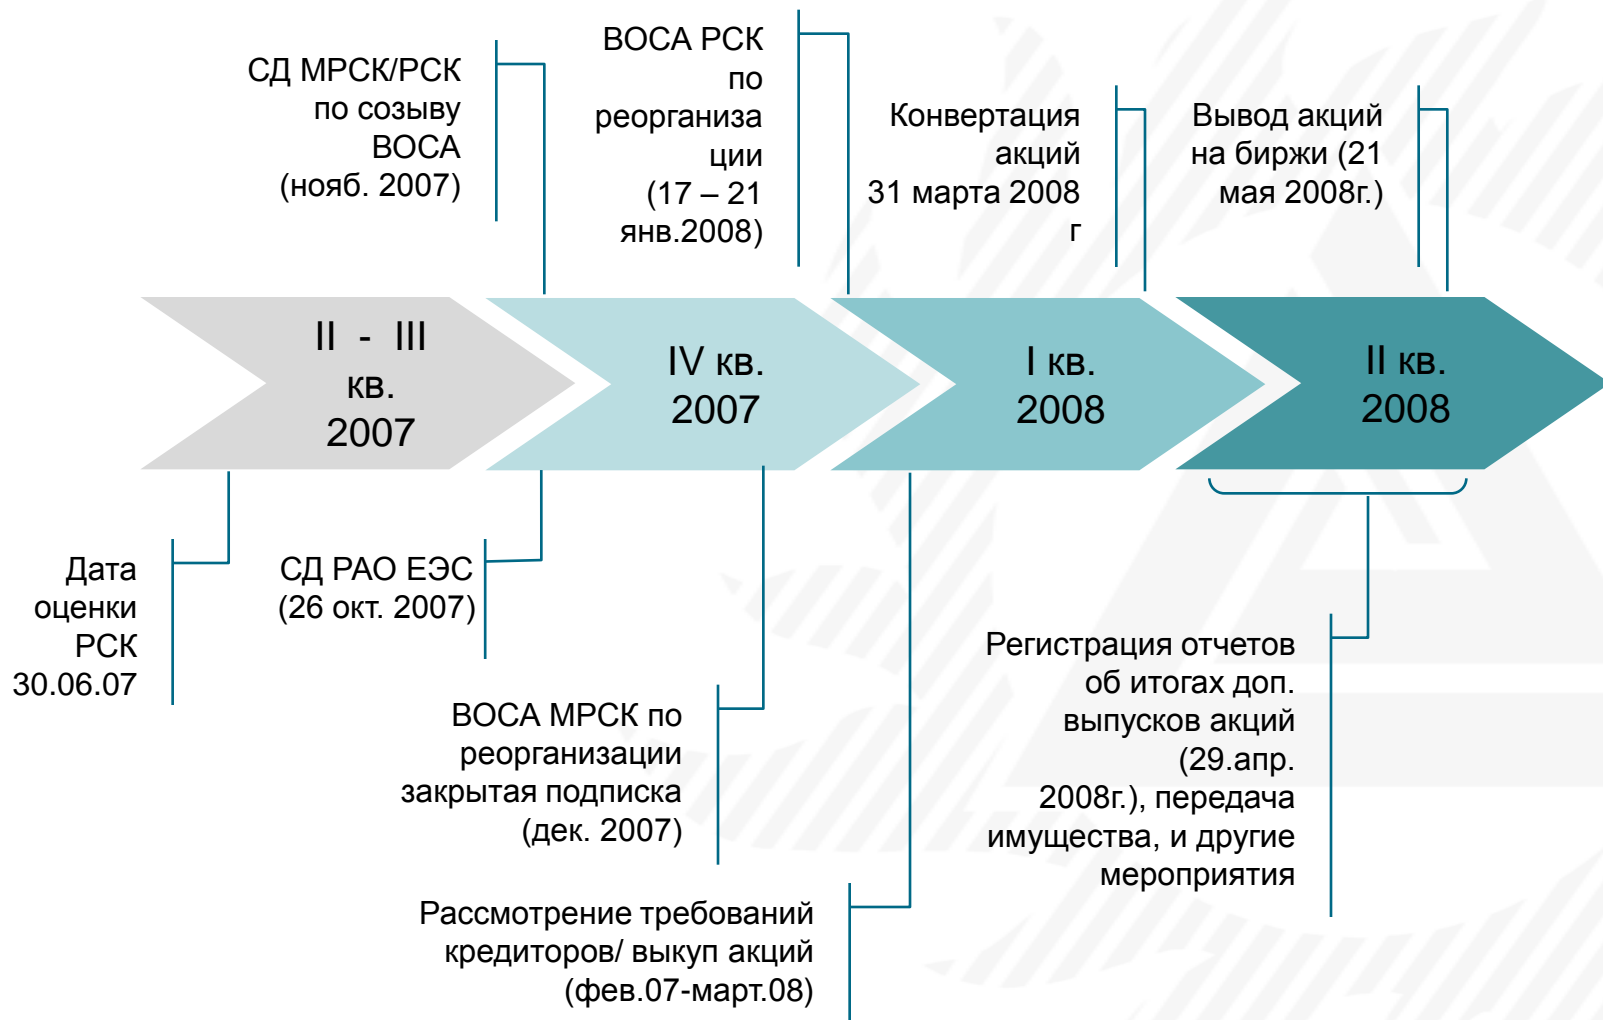 СД МРСК/РСК
по созыву
ВОСА
(нояб. 2007)
ВОСА РСК
по
реорганиза
ции
(17 – 21
янв.2008)
Конвертация
акций
31 марта 2008
г
Вывод акций
на биржи (21
мая 2008г.)
II - III
кв.
2007
IV кв.
2007
I кв.
2008
II кв.
2008
Дата
оценки
РСК
30.06.07
СД РАО ЕЭС
(26 окт. 2007)
ВОСА МРСК по
реорганизации
закрытая подписка
(дек. 2007)
Рассмотрение требований
кредиторов/ выкуп акций
(фев.07-март.08)
Регистрация отчетов
об итогах доп.
выпусков акций
(29.апр.
2008г.), передача
имущества, и другие
мероприятия